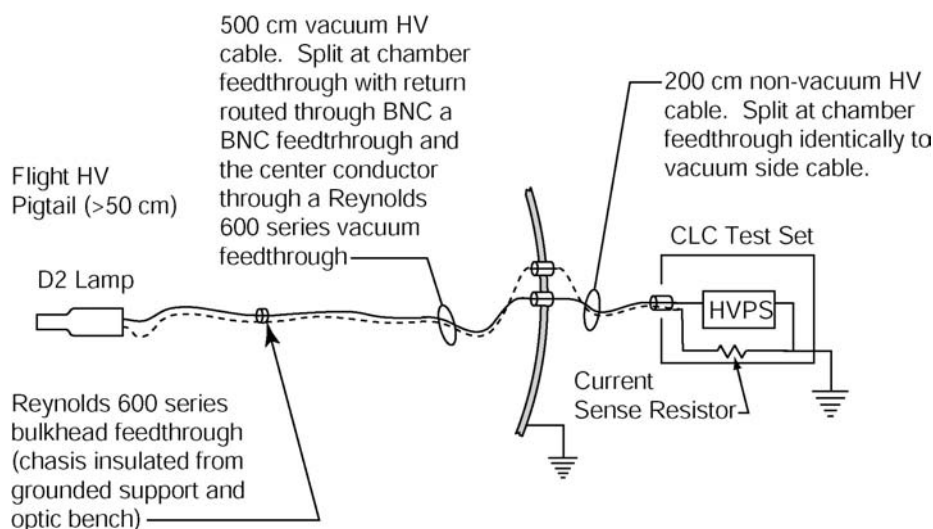 500 cm vacuum HV
cable.  Split at chamber
feedthrough with return
routed through BNC a
BNC feedtrhrough and
the center conductor
through a Reynolds
600 series vacuum
feedthrough
200 cm non-vacuum HV
cable.  Split at chamber
feedthrough identically to
vacuum side cable.
Flight HV
Pigtail (>50 cm)
D2 Lamp
CLC Test Set
HVPS
Current
Sense Resistor
Reynolds 600 series
bulkhead feedthrough
(chasis insulated from
grounded support and
optic bench)